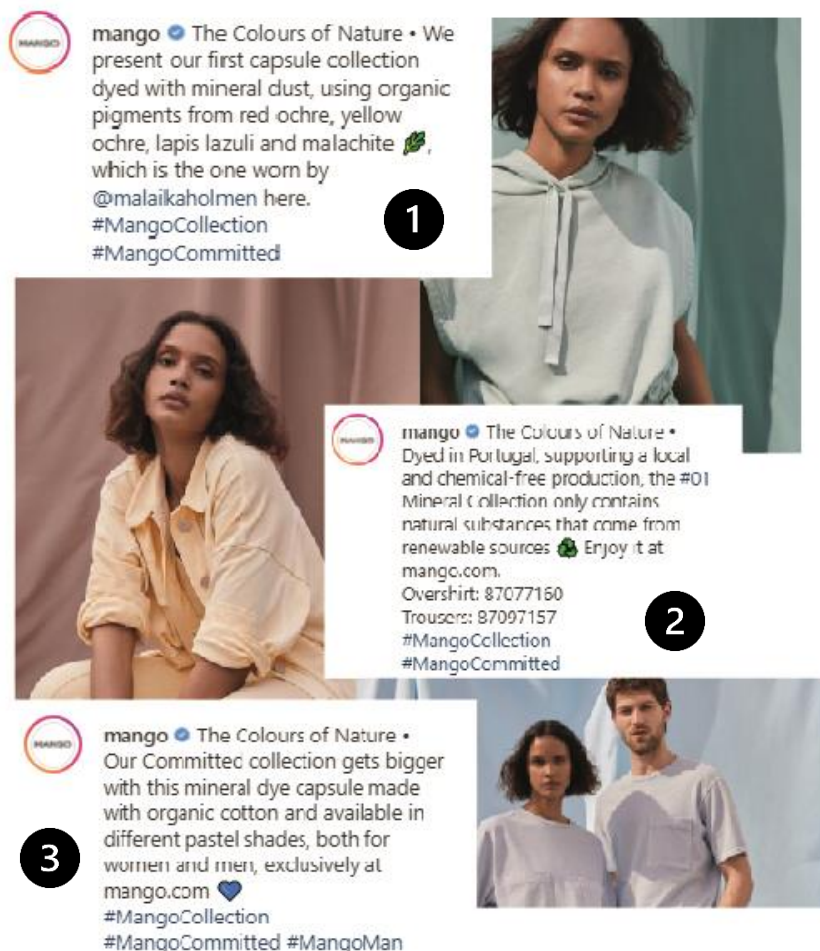 MANGO
mango The Colours of Nature • We
present our first capsule collection
dyed with mineral dust, using organic
pigments from red ochre, yellow
ochre, lapis lazuli and malachite 🌿,
which is the one worn by
@malaikaholmen here.
#MangoCollection
#MangoCommitted
1
MANGO
mango The Colours of Nature •
Dyed in Portugal, supporting a local
and chemical-free production, the #01
Mineral Collection only contains
natural substances that come from
renewable sources ♻ Enjoy it at
mango.com.
Overshirt: 87077160
Trousers: 87097157
#MangoCollection
#MangoCommitted
2
MANGO
mango The Colours of Nature •
Our Committed collection gets bigger
with this mineral dye capsule made
with organic cotton and available in
different pastel shades, both for
women and men, exclusively at
mango.com 💙
#MangoCollection
#MangoCommitted #MangoMan
3